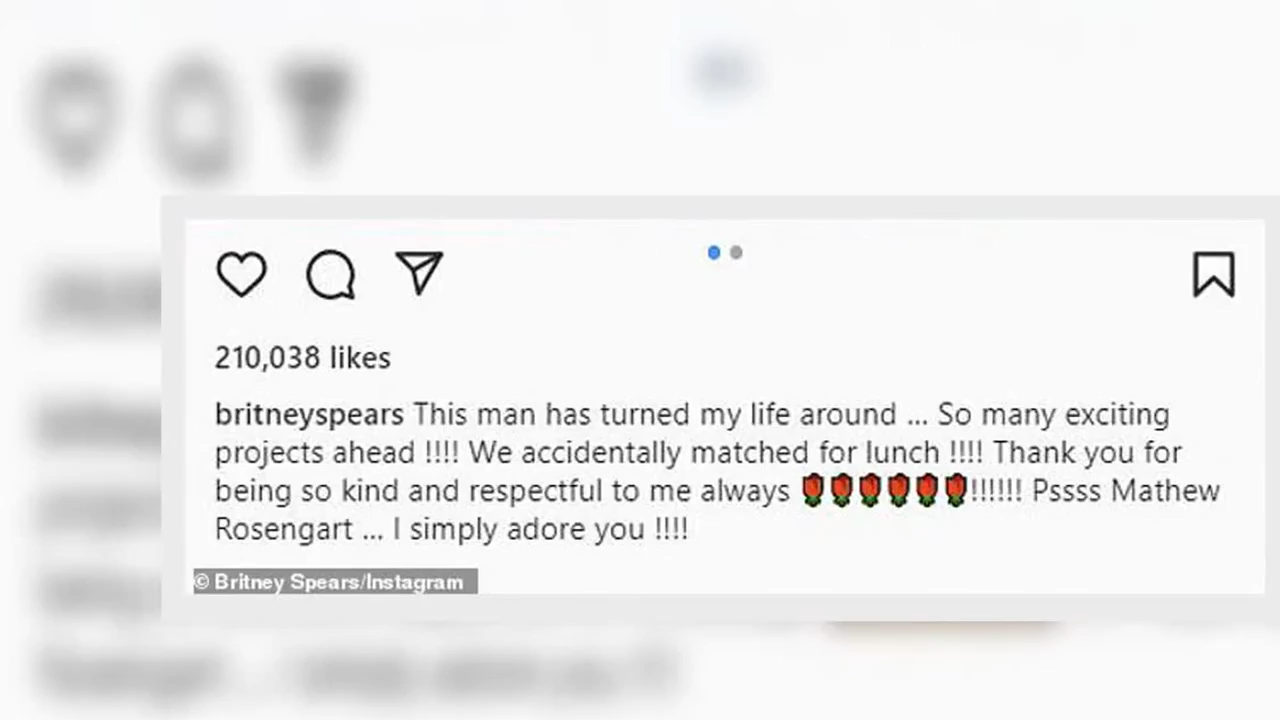 210,038 likes
britneyspears This man has turned my life around ... So many exciting
projects ahead !!!! We accidentally matched for lunch !!!! Thank you for
being so kind and respectful to me always 🌹🌹🌹🌹🌹🌹!!!!!! Pssss Mathew
Rosengart ... I simply adore you !!!!
© Britney Spears/Instagram